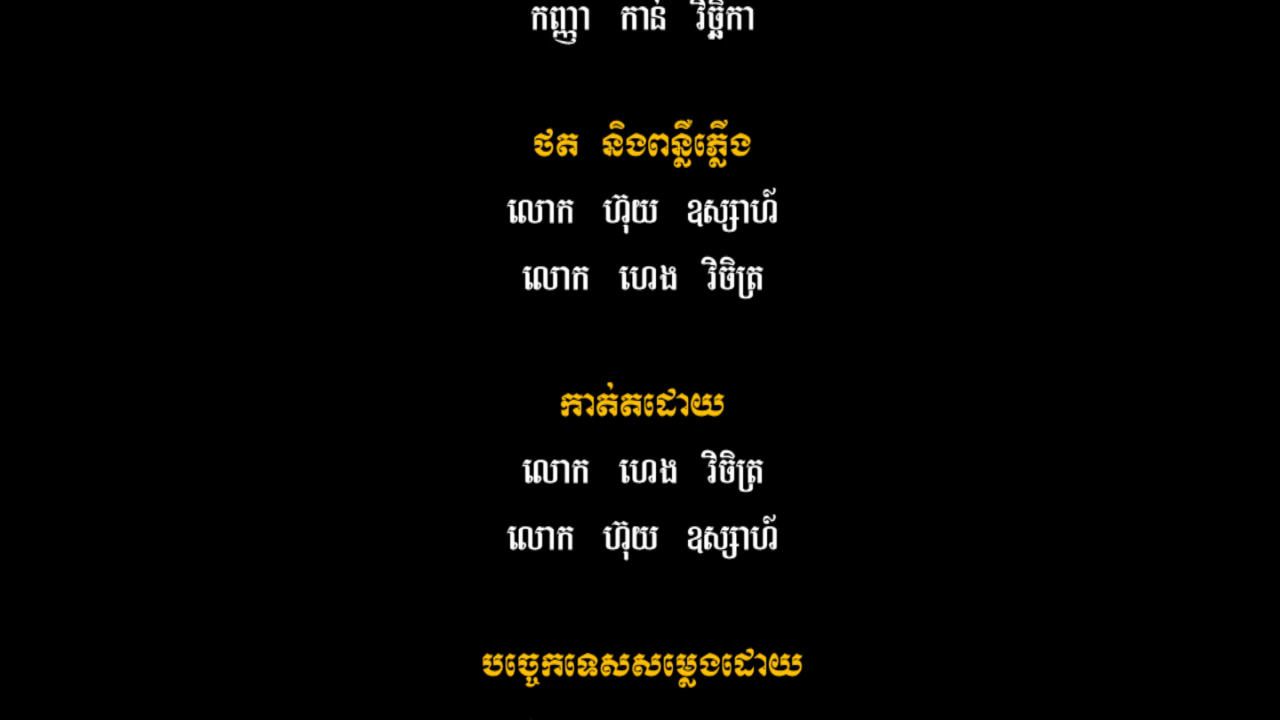 កញ្ញា កាន់ វិច្ឆិកា
ថត និងពន្លឺភ្លើង
លោក ហ៊ុយ ឧស្សាហ៍
លោក ហេង វិចិត្រ
កាត់តដោយ
លោក ហេង វិចិត្រ
លោក ហ៊ុយ ឧស្សាហ៍
បច្ចេកទេសសម្លេងដោយ